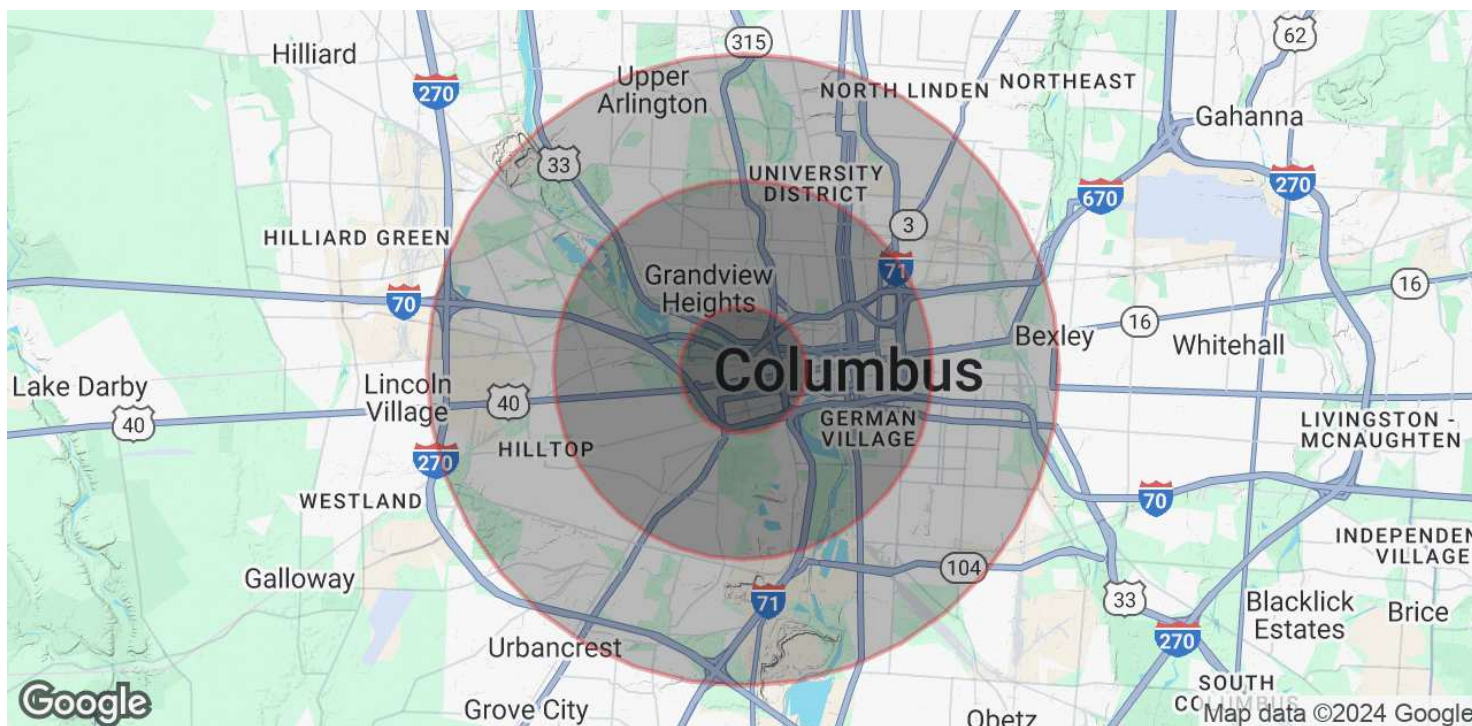 Hilliard
315
62
Upper
Arlington
270
NORTH LINDEN
NORTHEAST
Gahanna
33
UNIVERSITY
DISTRICT
670
270
3
HILLIARD GREEN
71
Grandview
Heights
70
16
16
Bexley
Whitehall
Columbus
Lake Darby
Lincoln
Village
40
40
GERMAN
VILLAGE
LIVINGSTON -
MCNAUGHTEN
HILLTOP
270
WESTLAND
70
INDEPENDEN
VILLAGE
Galloway
104
71
33
Blacklick
Estates
Brice
270
Urbancrest
SOUTH
COLUMBUS
Grove City
Obetz
Google
Map data ©2024 Google